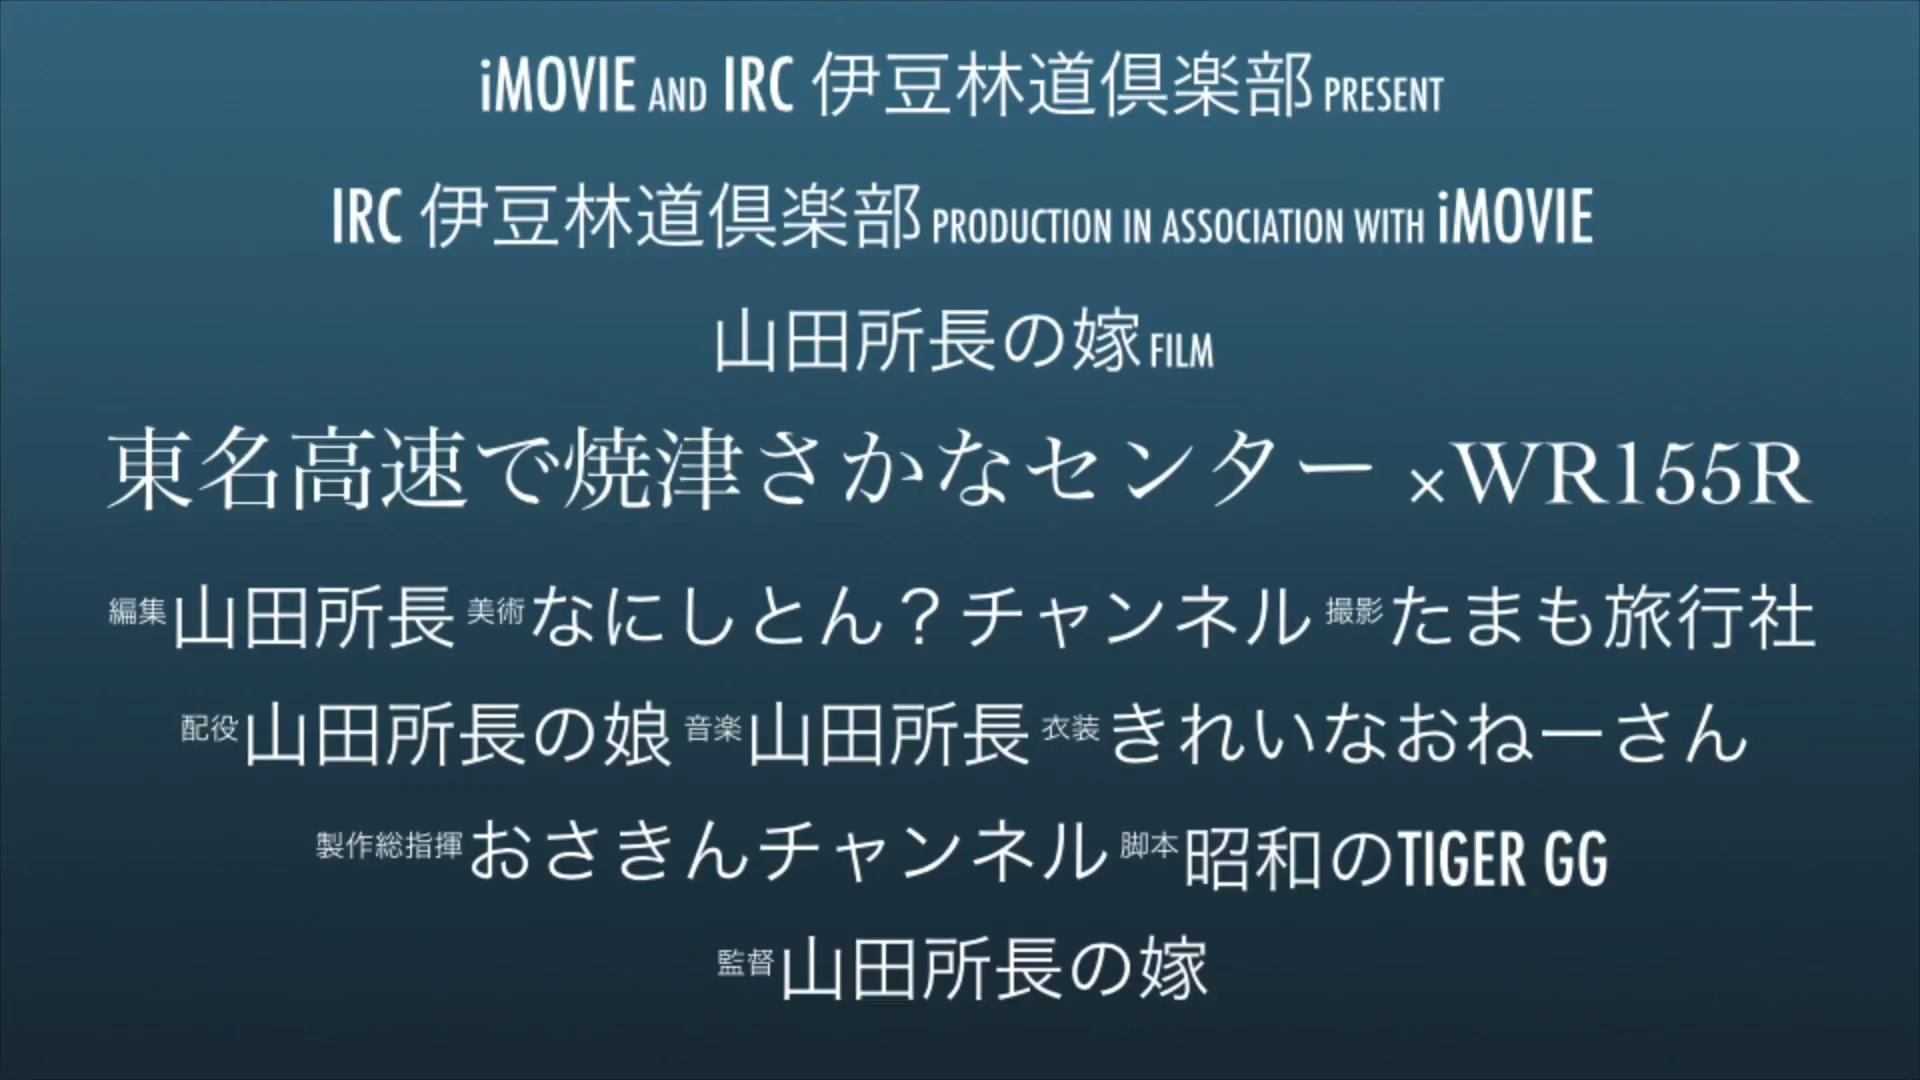 iMOVIE AND IRC 伊豆林道倶楽部 PRESENT
IRC 伊豆林道倶楽部 PRODUCTION IN ASSOCIATION WITH iMOVIE
山田所長の嫁 FILM
東名高速で焼津さかなセンター ×WR155R
編集 山田所長 美術 なにしとん？チャンネル 撮影 たまも旅行社
配役 山田所長の娘 音楽 山田所長 衣装 きれいなおねーさん
製作総指揮 おさきんチャンネル 脚本 昭和のTIGER GG
監督 山田所長の嫁